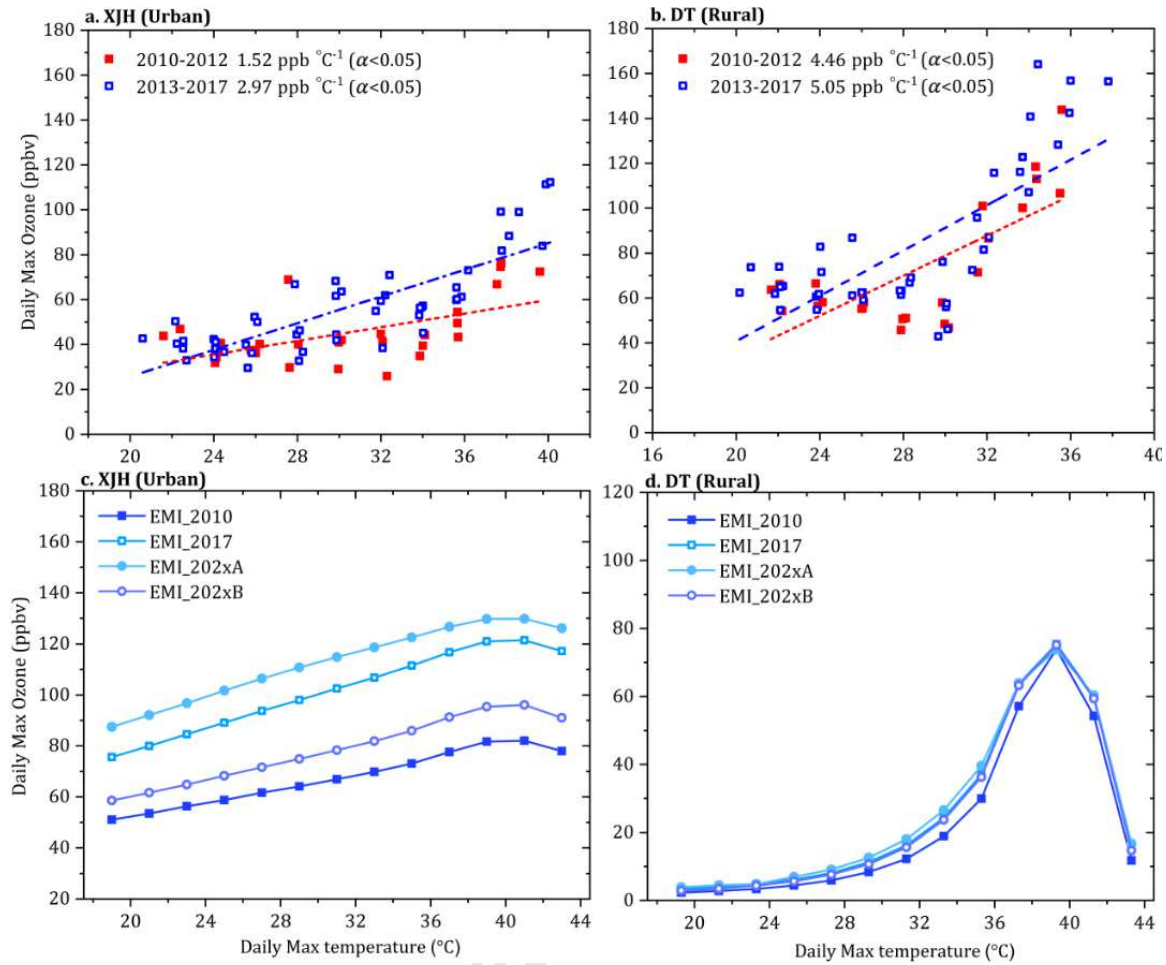 a. XJH (Urban)
2010-2012 1.52 ppb °C⁻¹ (α<0.05)
2013-2017 2.97 ppb °C⁻¹ (α<0.05)
180
160
140
120
100
80
60
40
20
0
Daily Max Ozone (ppbv)
20 24 28 32 36 40
b. DT (Rural)
2010-2012 4.46 ppb °C⁻¹ (α<0.05)
2013-2017 5.05 ppb °C⁻¹ (α<0.05)
180
160
140
120
100
80
60
40
20
0
16 20 24 28 32 36 40
c. XJH (Urban)
EMI_2010
EMI_2017
EMI_202xA
EMI_202xB
180
160
140
120
100
80
60
40
20
Daily Max Ozone (ppbv)
20 24 28 32 36 40 44
Daily Max temperature (°C)
d. DT (Rural)
EMI_2010
EMI_2017
EMI_202xA
EMI_202xB
120
100
80
60
40
20
0
20 24 28 32 36 40 44
Daily Max temperature (°C)